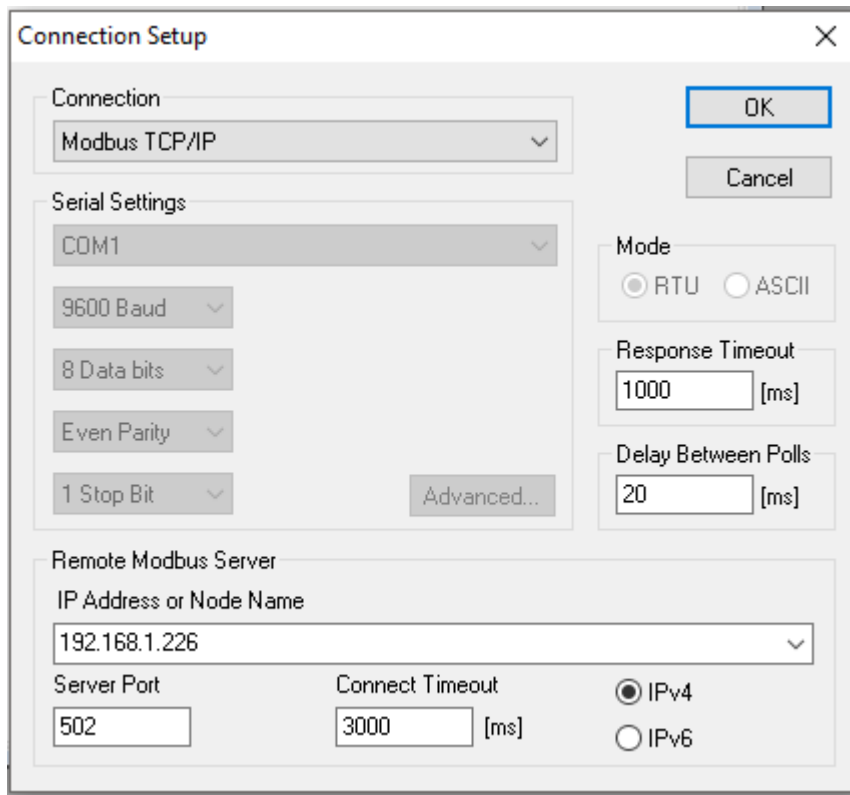 Connection Setup
Connection
OK
Modbus TCP/IP
Cancel
Serial Settings
COM1
Mode
RTU ASCII
9600 Baud
Response Timeout
8 Data bits
1000 [ms]
Even Parity
Delay Between Polls
1 Stop Bit
Advanced...
20 [ms]
Remote Modbus Server
IP Address or Node Name
192.168.1.226
Server Port Connect Timeout
IPv4
502 3000 [ms]
IPv6